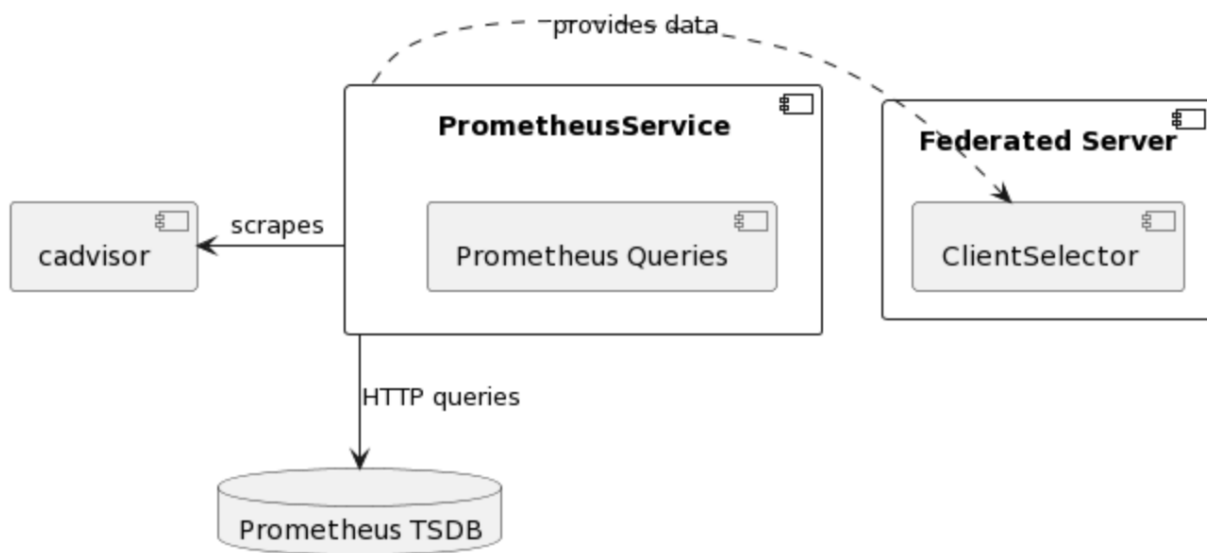 provides data
PrometheusService
Federated Server
scrapes
cadvisor
Prometheus Queries
ClientSelector
HTTP queries
Prometheus TSDB